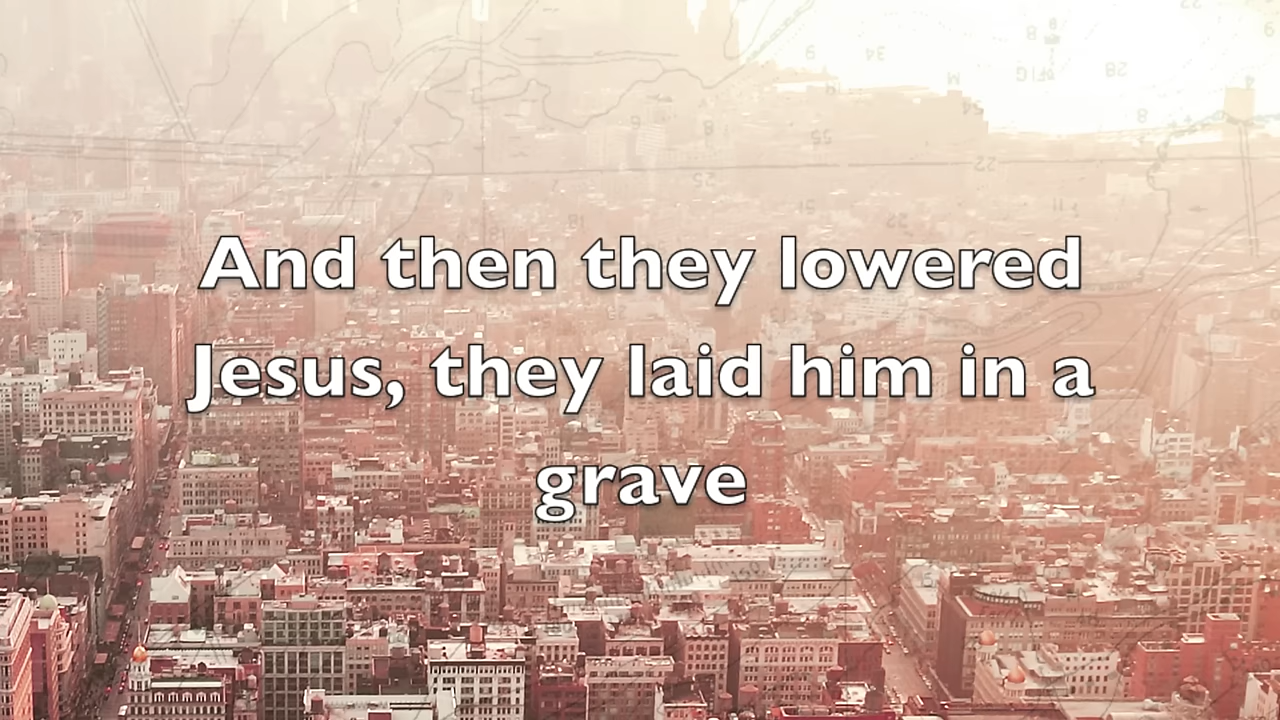 And then they lowered
Jesus, they laid him in a
grave